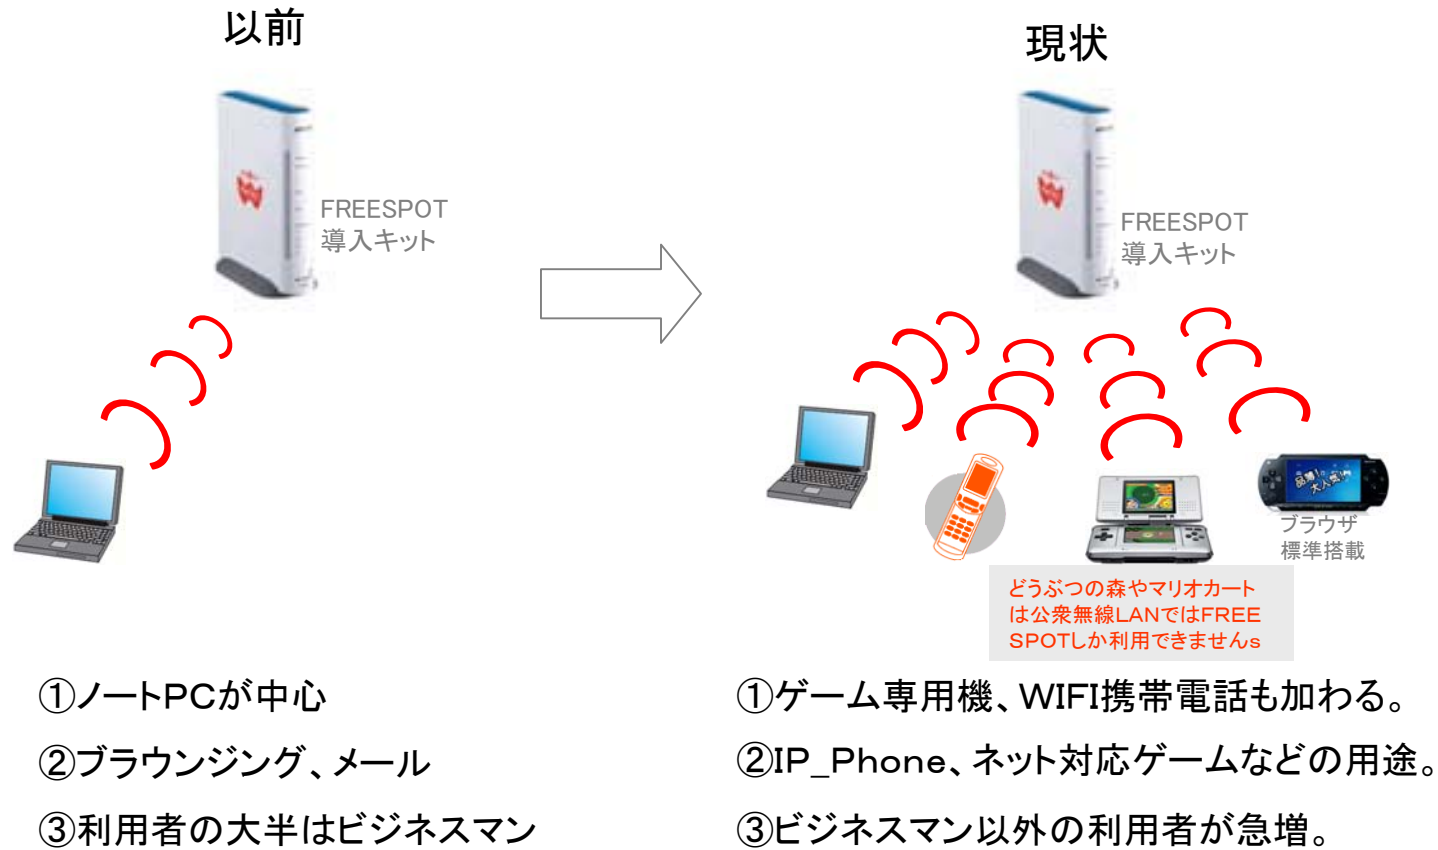 以前
FREESPOT
導入キット
①ノートPCが中心
②ブラウンジング、メール
③利用者の大半はビジネスマン
現状
FREESPOT
導入キット
品薄!。
大人気!
ブラウザ
標準搭載
どうぶつの森やマリオカート
は公衆無線LANではFREE
SPOTしか利用できませんs
①ゲーム専用機、WIFI携帯電話も加わる。
②IP_Phone、ネット対応ゲームなどの用途。
③ビジネスマン以外の利用者が急増。